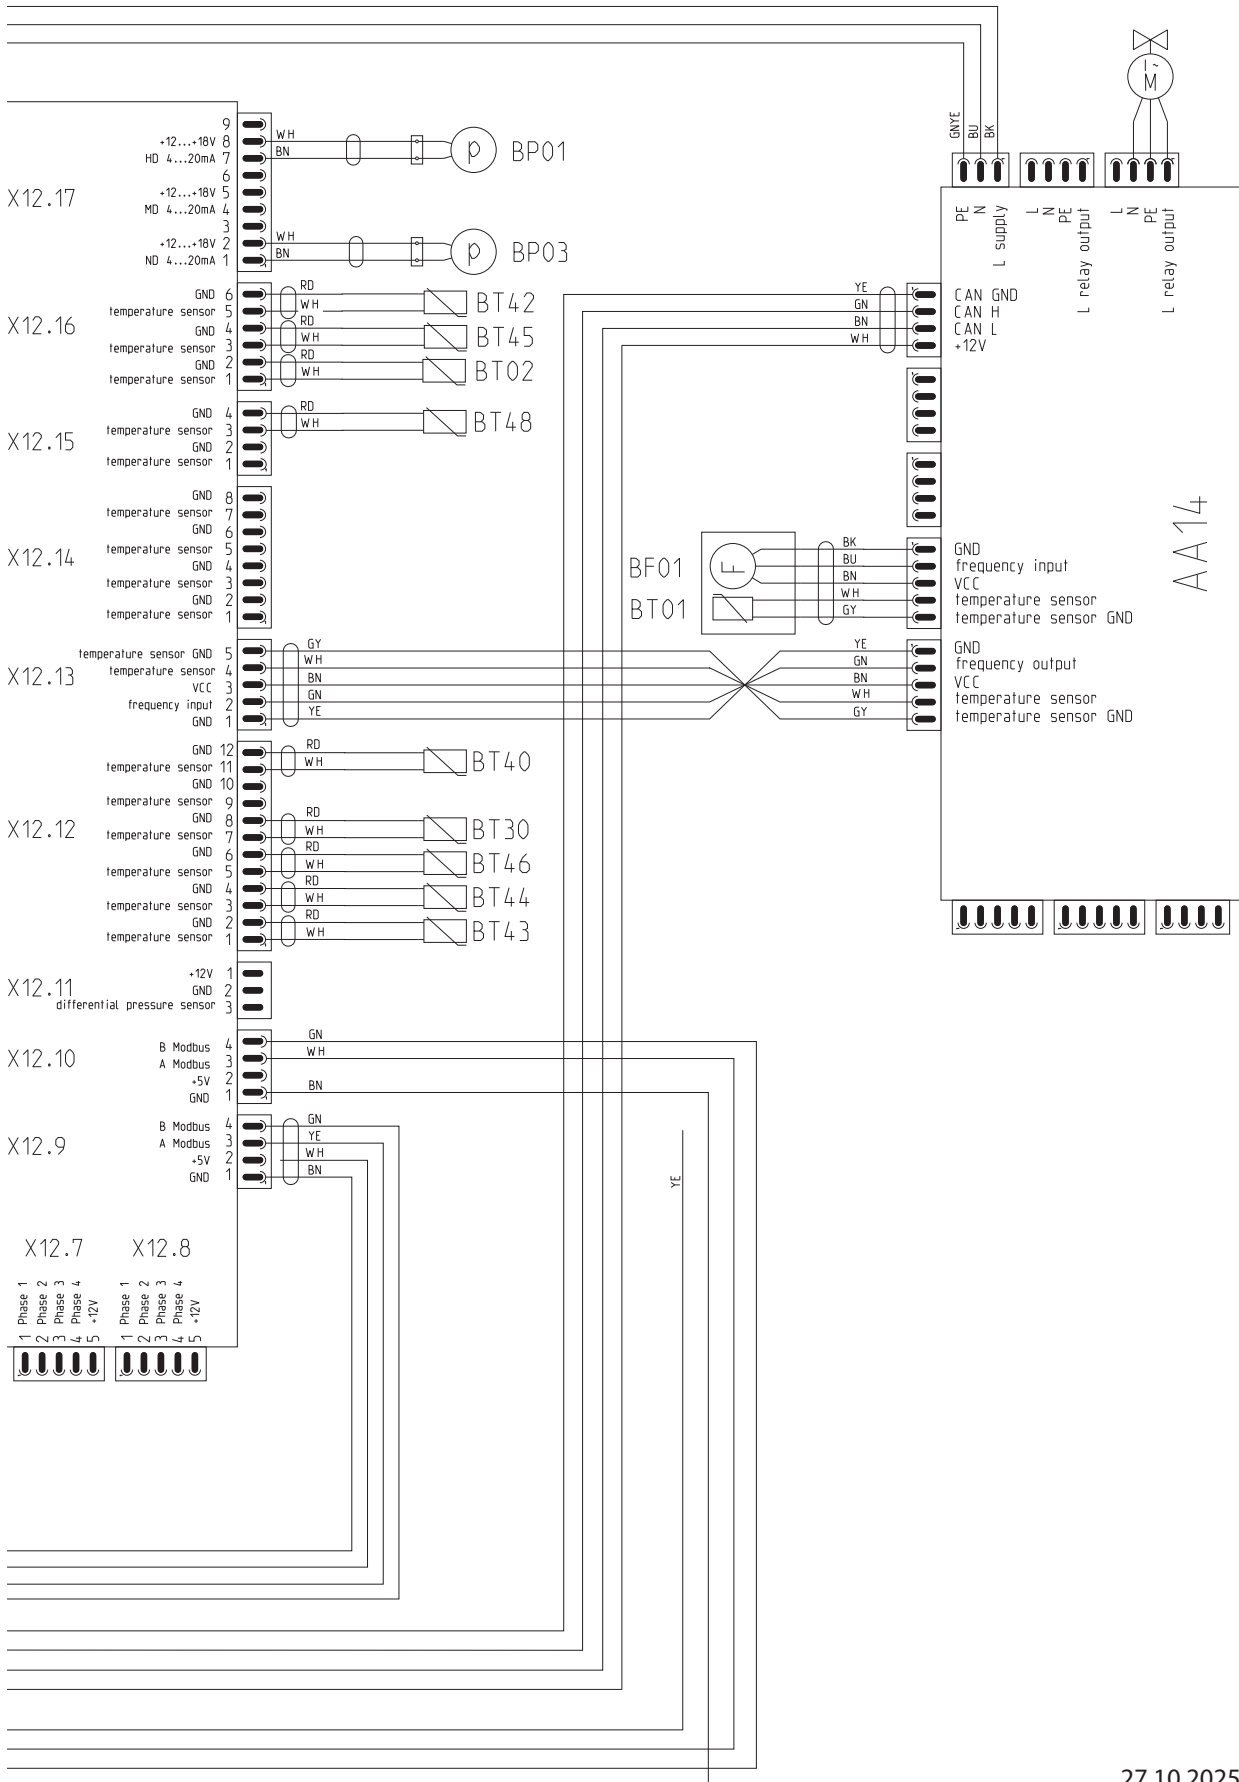 GNYE
BU
BK
I~
M
PE
N
L supply
L
N
PE
L relay output
L
N
PE
L relay output
X12.17
9
+12...+18V 8
HD 4...20mA 7
6
+12...+18V 5
MD 4...20mA 4
3
+12...+18V 2
ND 4...20mA 1
WH
BN
p
BP01
WH
BN
p
BP03
X12.16
GND 6
temperature sensor 5
GND 4
temperature sensor 3
GND 2
temperature sensor 1
RD
WH
BT42
RD
WH
BT45
RD
WH
BT02
X12.15
GND 4
temperature sensor 3
GND 2
temperature sensor 1
RD
WH
BT48
X12.14
GND 8
temperature sensor 7
GND 6
temperature sensor 5
GND 4
temperature sensor 3
GND 2
temperature sensor 1
X12.13
temperature sensor GND 5
temperature sensor 4
VCC 3
frequency input 2
GND 1
GY
WH
BN
GN
YE
X12.12
GND 12
temperature sensor 11
GND 10
temperature sensor 9
GND 8
temperature sensor 7
GND 6
temperature sensor 5
GND 4
temperature sensor 3
GND 2
temperature sensor 1
RD
WH
BT40
RD
WH
BT30
RD
WH
BT46
RD
WH
BT44
RD
WH
BT43
X12.11
+12V 1
GND 2
differential pressure sensor 3
X12.10
B Modbus 4
A Modbus 3
+5V 2
GND 1
GN
WH
BN
X12.9
B Modbus 4
A Modbus 3
+5V 2
GND 1
GN
YE
WH
BN
X12.7
1 Phase 1
2 Phase 2
3 Phase 3
4 Phase 4
5 +12V
X12.8
1 Phase 1
2 Phase 2
3 Phase 3
4 Phase 4
5 +12V
YE
YE
GN
BN
WH
CAN GND
CAN H
CAN L
+12V
AA14
BF01
F
BT01
BK
BU
BN
WH
GY
GND
frequency input
VCC
temperature sensor
temperature sensor GND
YE
GN
BN
WH
GY
GND
frequency output
VCC
temperature sensor
temperature sensor GND
27.10.2025